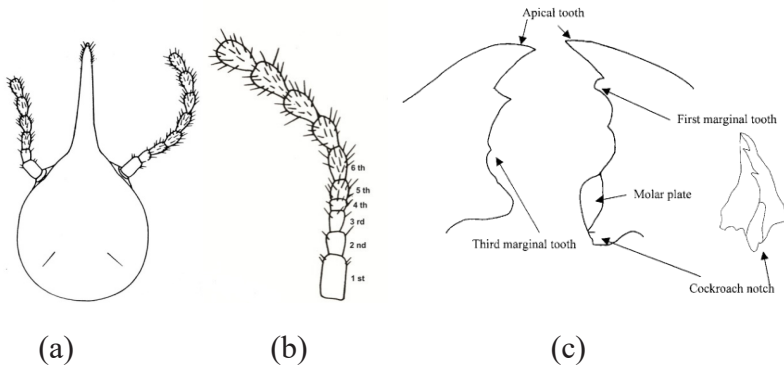 Apical tooth
First marginal tooth
6 th
5 th
4 th
3 rd
2 nd
1 st
Molar plate
Third marginal tooth
Cockroach notch
(a)
(b)
(c)